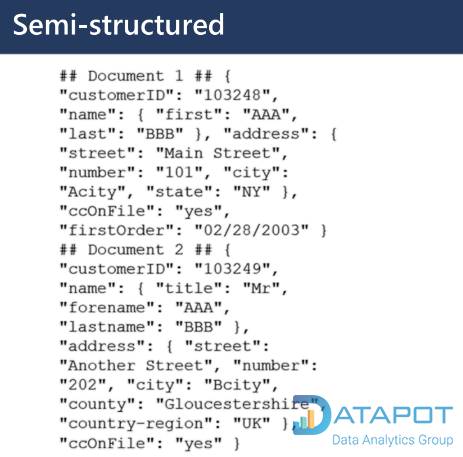 Semi-structured
## Document 1 ## {
"customerID": "103248",
"name": { "first": "AAA",
"last": "BBB" }, "address": {
"street": "Main Street",
"number": "101", "city":
"Acity", "state": "NY" },
"ccOnFile": "yes",
"firstOrder": "02/28/2003" }
## Document 2 ## {
"customerID": "103249",
"name": { "title": "Mr",
"forename": "AAA",
"lastname": "BBB" },
"address": { "street":
"Another Street", "number":
"202", "city": "Bcity",
"county": "Gloucestershire",
"country-region": "UK" },
"ccOnFile": "yes" }
DATAPOT
Data Analytics Group